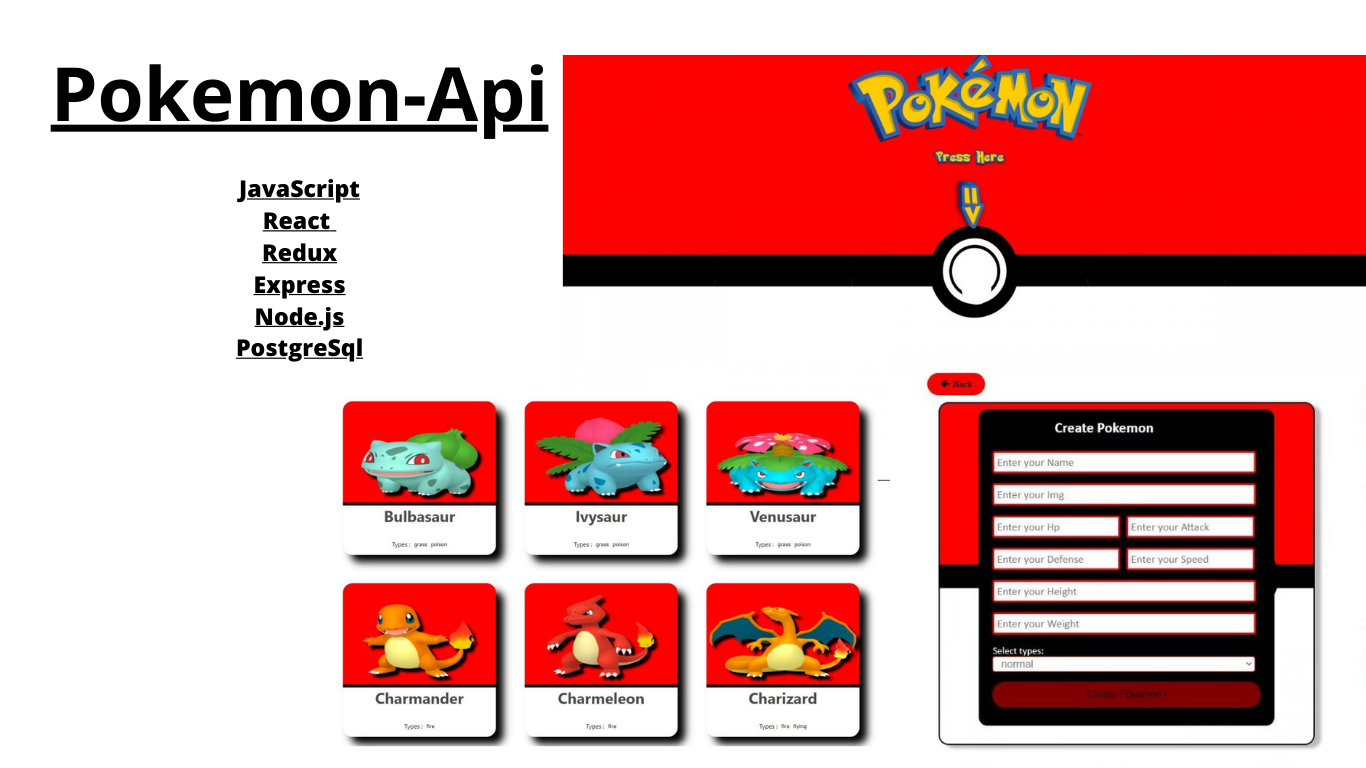 Pokemon-Api
JavaScript
React
Redux
Express
Node.js
PostgreSql
POKÉMON
Press Here
Bulbasaur
Types : grass poison
Ivysaur
Types : grass poison
Venusaur
Types : grass poison
Charmander
Types : fire
Charmeleon
Types : fire
Charizard
Types : fire flying
Back
Create Pokemon
Enter your Name
Enter your Img
Enter your Hp
Enter your Attack
Enter your Defense
Enter your Speed
Enter your Height
Enter your Weight
Select types:
normal
Create Pokemon !